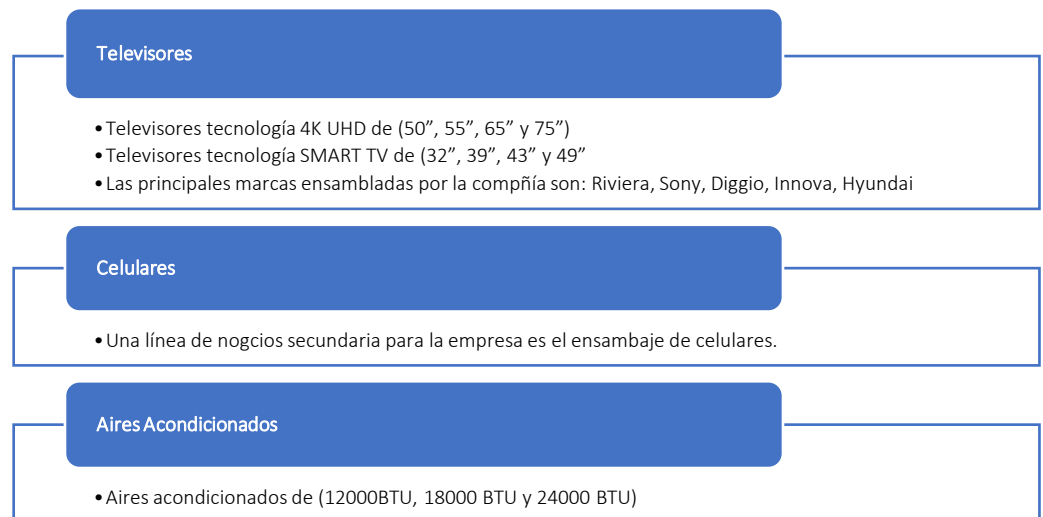 Televisores
•Televisores tecnología 4K UHD de (50”, 55”, 65” y 75”)
•Televisores tecnología SMART TV de (32”, 39”, 43” y 49”
•Las principales marcas ensambladas por la compñía son: Riviera, Sony, Diggio, Innova, Hyundai
Celulares
•Una línea de nogcios secundaria para la empresa es el ensambaje de celulares.
Aires Acondicionados
•Aires acondicionados de (12000BTU, 18000 BTU y 24000 BTU)